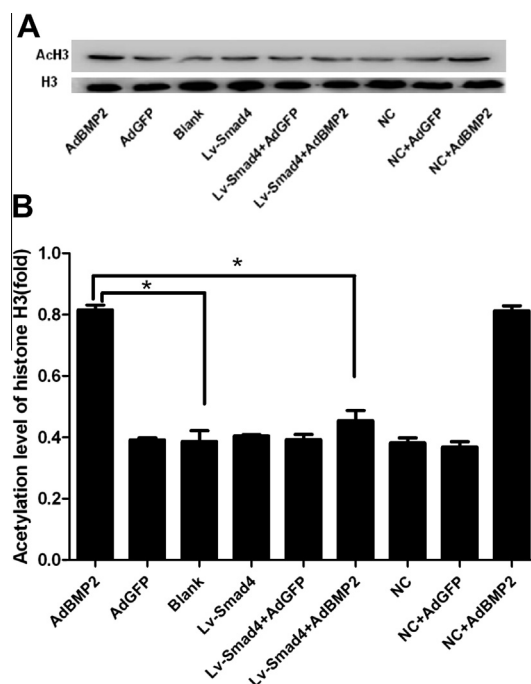 A
AcH3
H3
AdBMP2
AdGFP
Blank
Lv-Smad4
Lv-Smad4+AdGFP
Lv-Smad4+AdBMP2
NC
NC+AdGFP
NC+AdBMP2
B
Acetylation level of histone H3(fold)
1.0
0.8
0.6
0.4
0.2
0.0
*
*
AdBMP2
AdGFP
Blank
Lv-Smad4
Lv-Smad4+AdGFP
Lv-Smad4+AdBMP2
NC
NC+AdGFP
NC+AdBMP2